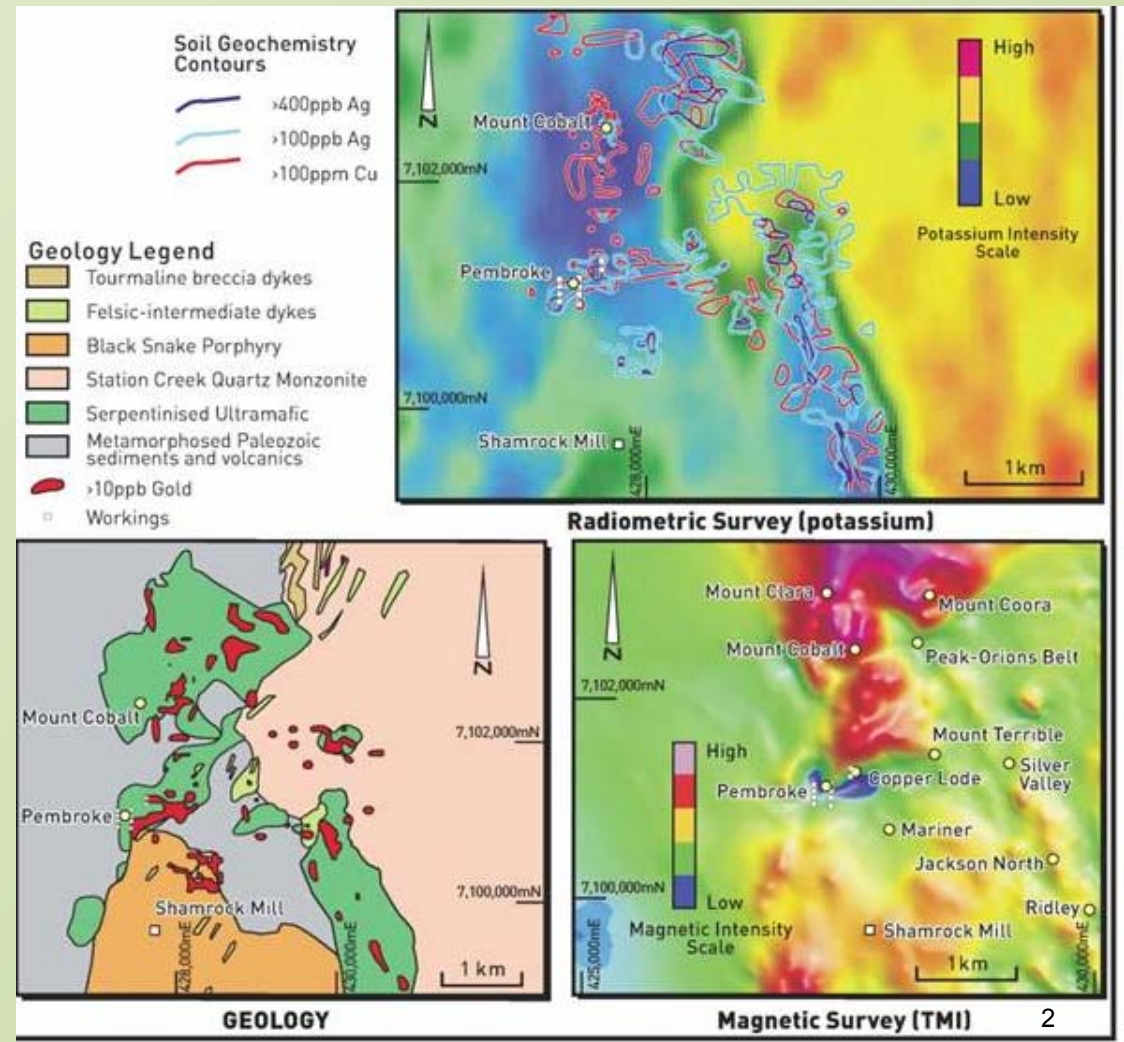 Soil Geochemistry
Contours
>400ppb Ag
>100ppb Ag
>100ppm Cu
Geology Legend
Tourmaline breccia dykes
Felsic-intermediate dykes
Black Snake Porphyry
Station Creek Quartz Monzonite
Serpentinised Ultramafic
Metamorphosed Paleozoic
sediments and volcanics
>10ppb Gold
Workings
N
Mount Cobalt
7,102,000mN
Pembroke
7,100,000mN
Shamrock Mill
428,000mE
430,000mE
High
Low
Potassium Intensity
Scale
1km
Radiometric Survey (potassium)
N
Mount Cobalt
7,102,000mN
Pembroke
7,100,000mN
Shamrock Mill
428,000mE
430,000mE
1 km
GEOLOGY
N
Mount Clara
Mount Coora
Mount Cobalt
Peak-Orions Belt
7,102,000mN
Mount Terrible
High
Silver
Valley
Copper Lode
Pembroke
Mariner
Jackson North
7,100,000mN
Low
Ridley
Magnetic Intensity
Scale
Shamrock Mill
425,000mE
1km
430,000mE
Magnetic Survey (TMI)
2